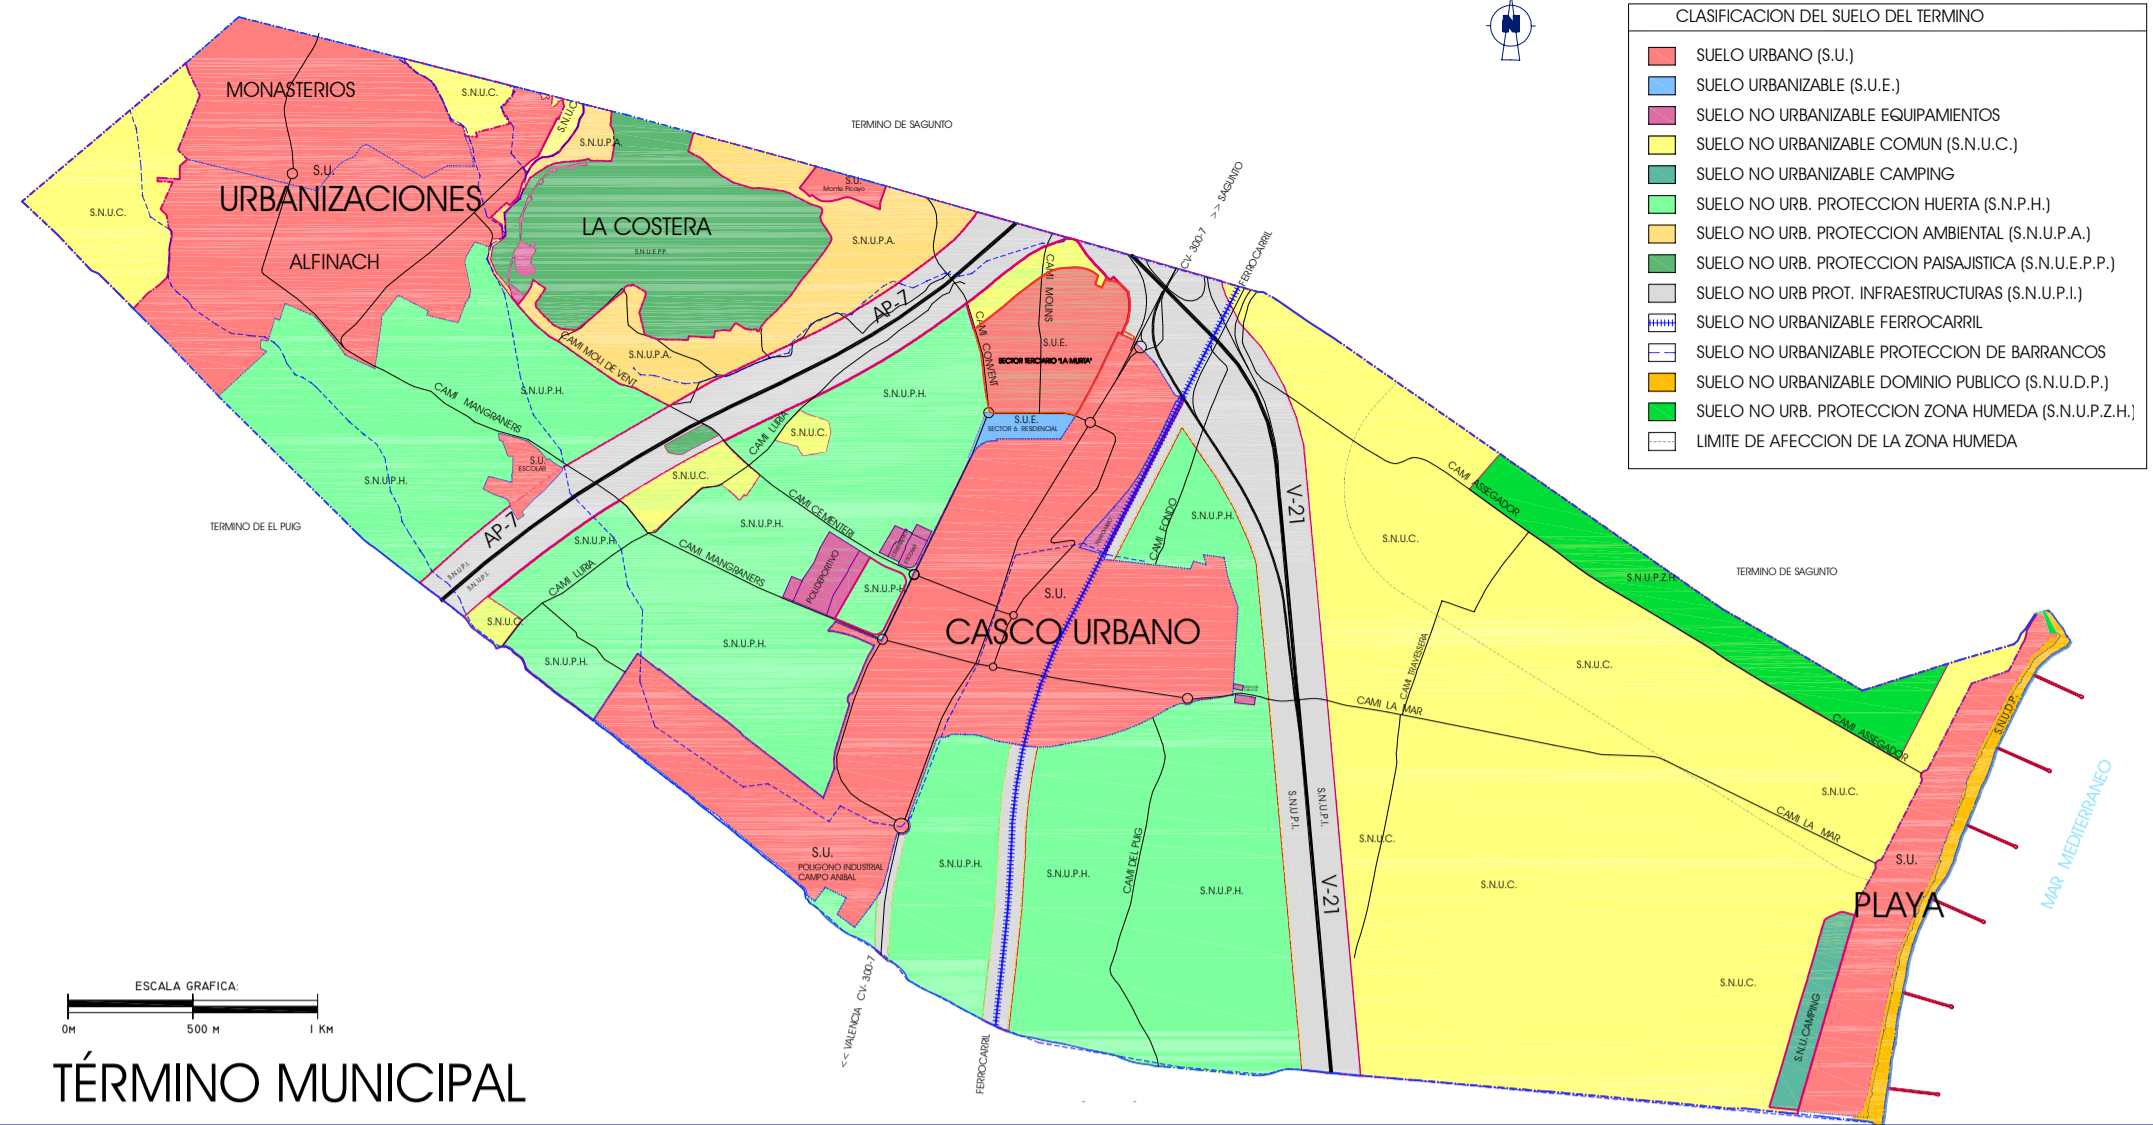 N
CLASIFICACION DEL SUELO DEL TERMINO
SUELO URBANO (S.U.)
SUELO URBANIZABLE (S.U.E.)
SUELO NO URBANIZABLE EQUIPAMIENTOS
SUELO NO URBANIZABLE COMUN (S.N.U.C.)
SUELO NO URBANIZABLE CAMPING
SUELO NO URB. PROTECCION HUERTA (S.N.P.H.)
SUELO NO URB. PROTECCION AMBIENTAL (S.N.U.P.A.)
SUELO NO URB. PROTECCION PAISAJISTICA (S.N.U.E.P.P.)
SUELO NO URB PROT. INFRAESTRUCTURAS (S.N.U.P.I.)
SUELO NO URBANIZABLE FERROCARRIL
SUELO NO URBANIZABLE PROTECCION DE BARRANCOS
SUELO NO URBANIZABLE DOMINIO PUBLICO (S.N.U.D.P.)
SUELO NO URB. PROTECCION ZONA HUMEDA (S.N.U.P.Z.H.)
LIMITE DE AFECCION DE LA ZONA HUMEDA
MONASTERIOS
S.N.U.C.
S.N.U.C.
S.N.U.P.A.
TERMINO DE SAGUNTO
S.U.
URBANIZACIONES
S.N.U.C.
ALFINACH
LA COSTERA
S.N.U.E.P.P.
S.U.
Monte Picayo
S.N.U.P.A.
>> SAGUNTO
CV-300-7
FERROCARRIL
AP-7
CAMI MOLINS
CAMI CONVENT
S.U.E.
SECTOR TERCIARIO "LA MURTA"
S.N.U.P.A.
CAMI MOLI DE VENT
S.N.U.P.H.
CAMI MANGRANERS
S.N.U.P.H.
S.U.E.
SECTOR 6 RESIDENCIAL
S.N.U.C.
CAMI LLIRIA
S.U.
ESCOLAR
S.N.U.P.H.
S.N.U.C.
CAMI ASSEGADOR
V-21
TERMINO DE EL PUIG
AP-7
S.N.U.P.H.
CAMI CEMENTERI
CAMI FONDO
S.N.U.P.H.
S.N.U.C.
S.N.U.P.H.
CAMI MANGRANERS
S.N.U.P.I.
S.N.U.P.I.
CAMI LLIRIA
POLIDEPORTIVO
S.N.U.P.H.
S.U.
CASCO URBANO
S.N.U.P.Z.H.
TERMINO DE SAGUNTO
S.N.U.C.
S.N.U.P.H.
S.N.U.P.H.
S.N.U.C.
CAMI TRAVESSERA
CAMI LA MAR
S.N.U.D.P.
CAMI ASSEGADOR
MAR MEDITERRANEO
S.N.U.C.
CAMI LA MAR
S.N.U.P.I.
S.N.U.P.I.
S.N.U.C.
S.U.
POLIGONO INDUSTRIAL
CAMPO ANIBAL
S.N.U.P.H.
S.N.U.P.H.
CAMI DEL PUIG
S.N.U.P.H.
V-21
S.N.U.C.
S.U.
PLAYA
S.N.U.C.
S.N.U.CAMPING
<< VALENCIA CV-300-7
FERROCARRIL
ESCALA GRAFICA:
0M 500 M 1 KM
TÉRMINO MUNICIPAL